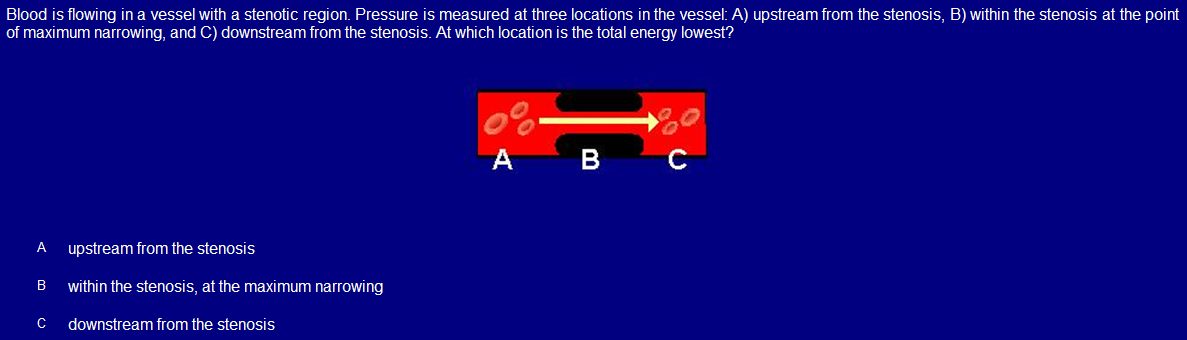 Blood is flowing in a vessel with a stenotic region. Pressure is measured at three locations in the vessel: A) upstream from the stenosis, B) within the stenosis at the point
of maximum narrowing, and C) downstream from the stenosis. At which location is the total energy lowest?
A B C
A upstream from the stenosis
B within the stenosis, at the maximum narrowing
C downstream from the stenosis